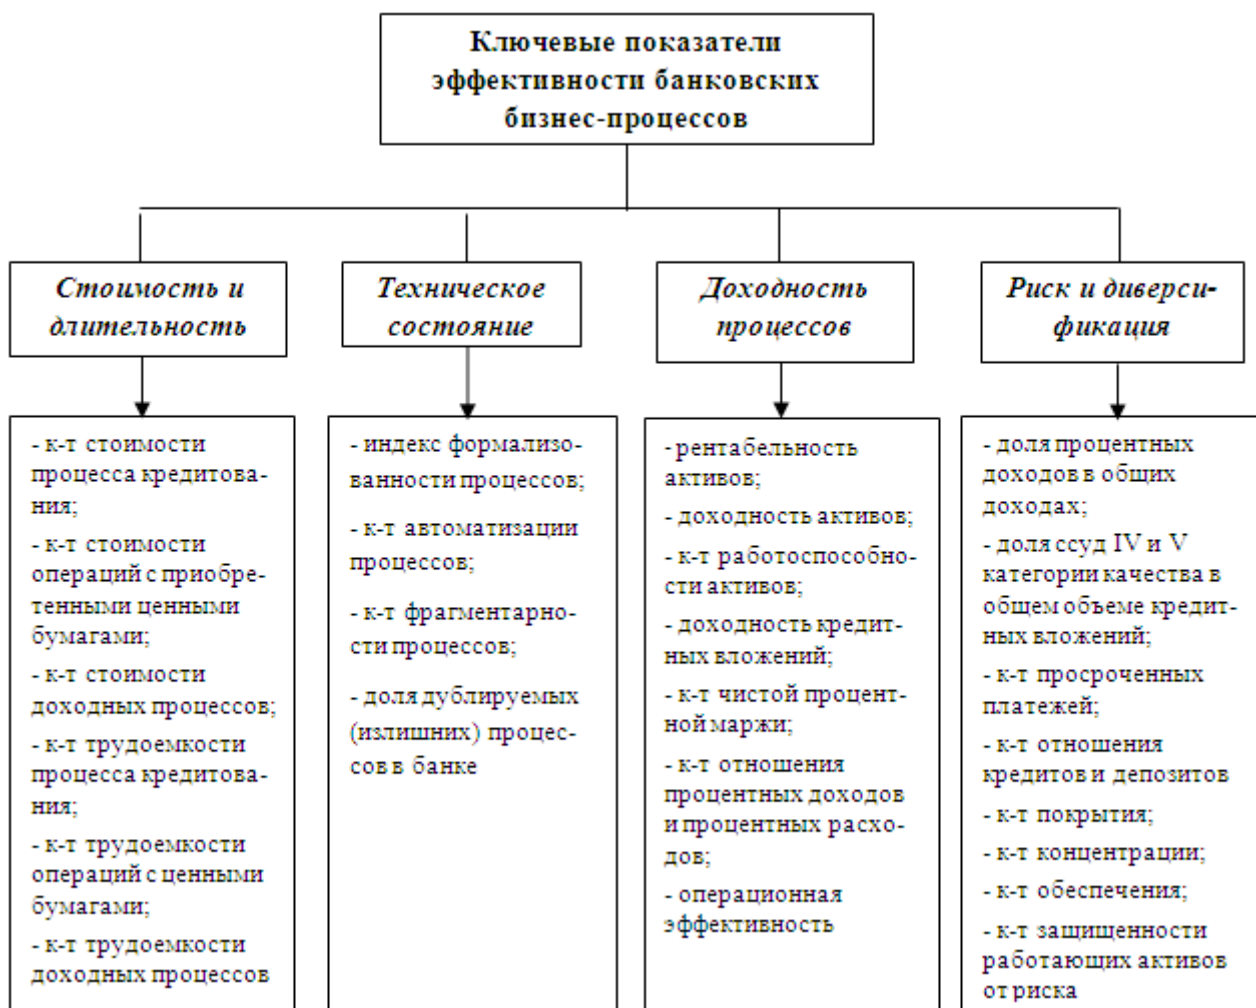 Ключевые показатели
эффективности банковских
бизнес-процессов
Стоимость и
длительность
Техническое
состояние
Доходность
процессов
Риск и диверси-
фикация
- к-т стоимости
процесса кредитова-
ния;
- к-т стоимости
операций с приобре-
тенными ценными
бумагами;
- к-т стоимости
доходных процессов;
- к-т трудоемкости
процесса кредитова-
ния;
- к-т трудоемкости
операций с ценными
бумагами;
- к-т трудоемкости
доходных процессов
- индекс формализо-
ванности процессов;
- к-т автоматизации
процессов;
- к-т фрагментарно-
сти процессов;
- доля дублируемых
(излишних) процес-
сов в банке
- рентабельность
активов;
- доходность активов;
- к-т работоспособно-
сти активов;
- доходность кредит-
ных вложений;
- к-т чистой процент-
ной маржи;
- к-т отношения
процентных доходов
и процентных расхо-
дов;
- операционная
эффективность
- доля процентных
доходов в общих
доходах;
- доля ссуд IV и V
категории качества в
общем объеме кредит-
ных вложений;
- к-т просроченных
платежей;
- к-т отношения
кредитов и депозитов
- к-т покрытия;
- к-т концентрации;
- к-т обеспечения;
- к-т защищенности
работающих активов
от риска